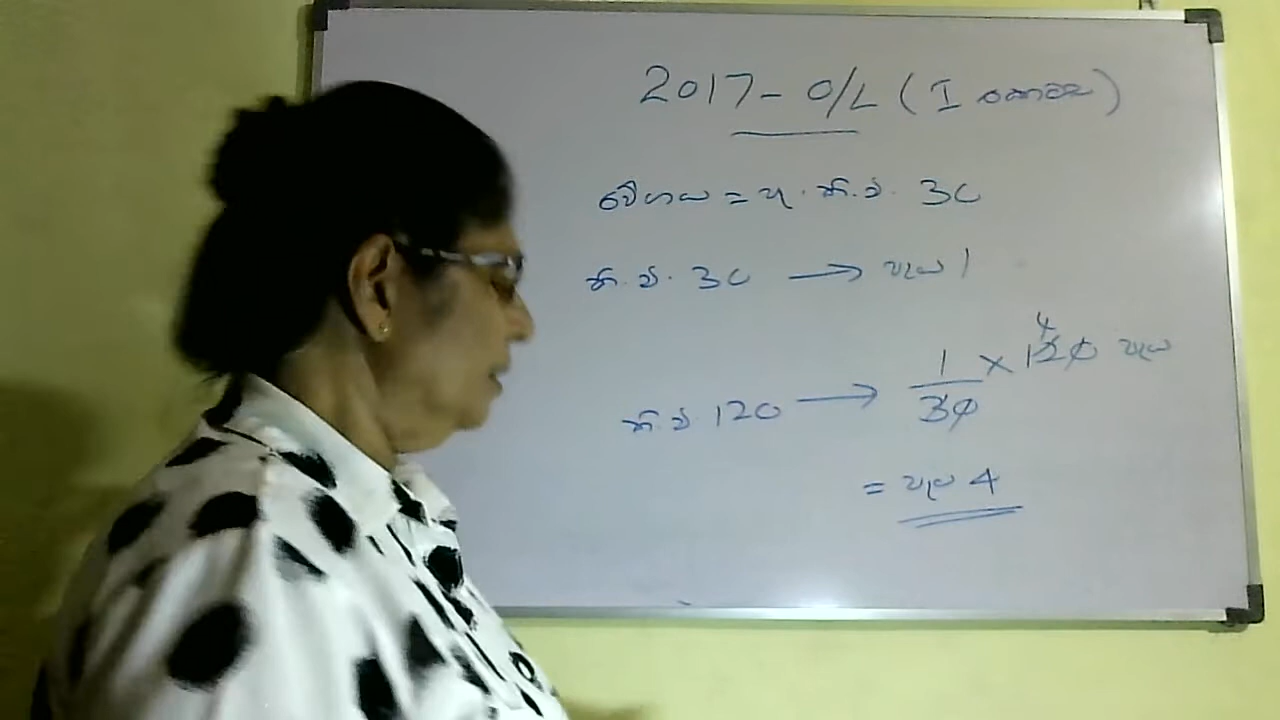 2017 - O/L (I කොටස)
වේගය = පැ. කි.මී. 30
කි.මී. 30 → පැය 1
කි.මී 120 → 1/30 × 120 4 පැය
= පැය 4